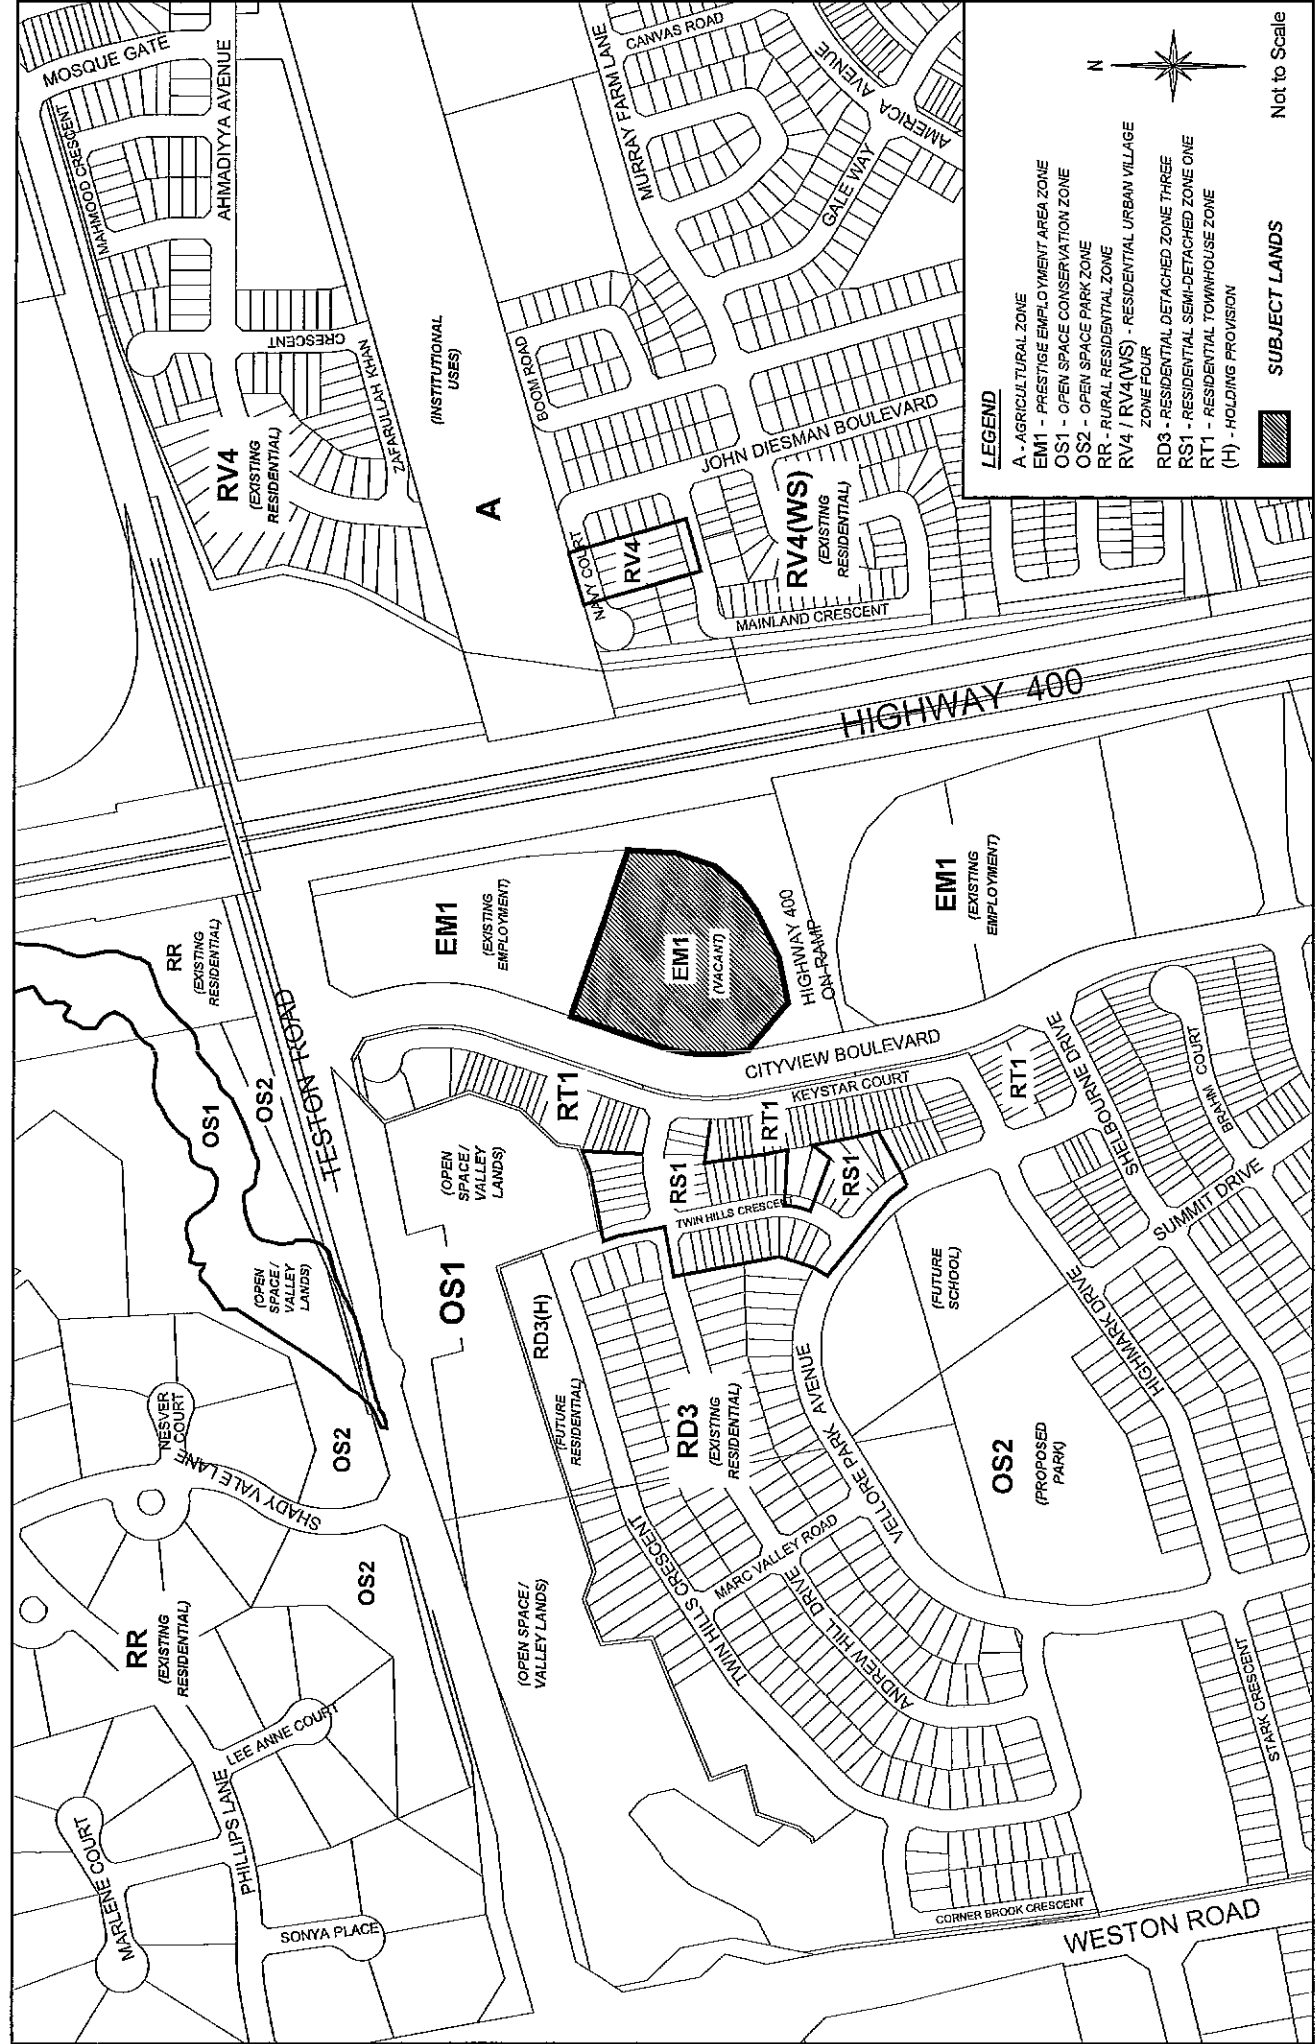 MOSQUE GATE
MAHMOOD CRESCENT
AHMADIYYA AVENUE
CRESCENT
ZAFARULLAH KHAN
RV4
(EXISTING
RESIDENTIAL)
(INSTITUTIONAL
USES)
A
MURRAY FARM LANE
CANVAS ROAD
AMERICA AVENUE
GALE WAY
BOOM ROAD
JOHN DIESMAN BOULEVARD
NAVY COURT
RV4
RV4(WS)
(EXISTING
RESIDENTIAL)
MAINLAND CRESCENT
HIGHWAY 400
RR
(EXISTING
RESIDENTIAL)
TESTON ROAD
OS1
OS2
(OPEN
SPACE /
VALLEY
LANDS)
EM1
(EXISTING
EMPLOYMENT)
EM1
(VACANT)
HIGHWAY 400
ON-RAMP
EM1
(EXISTING
EMPLOYMENT)
CITYVIEW BOULEVARD
KEYSTAR COURT
RT1
RT1
RT1
RS1
RS1
TWIN HILLS CRESCENT
SHELBOURNE DRIVE
BRAHM COURT
SUMMIT DRIVE
HIGHMARK DRIVE
(OPEN
SPACE /
VALLEY
LANDS)
OS1
RD3(H)
(FUTURE
RESIDENTIAL)
RD3
(EXISTING
RESIDENTIAL)
VELLORE PARK AVENUE
(FUTURE
SCHOOL)
OS2
(PROPOSED
PARK)
MARC VALLEY ROAD
ANDREW HILL DRIVE
TWIN HILLS CRESCENT
NESVER
COURT
SHADY VALE LANE
OS2
OS2
RR
(EXISTING
RESIDENTIAL)
(OPEN SPACE /
VALLEY LANDS)
LEE ANNE COURT
PHILLIPS LANE
MARLENE COURT
SONYA PLACE
CORNER BROOK CRESCENT
STARK CRESCENT
WESTON ROAD
LEGEND
A - AGRICULTURAL ZONE
EM1 - PRESTIGE EMPLOYMENT AREA ZONE
OS1 - OPEN SPACE CONSERVATION ZONE
OS2 - OPEN SPACE PARK ZONE
RR - RURAL RESIDENTIAL ZONE
RV4 / RV4(WS) - RESIDENTIAL URBAN VILLAGE
ZONE FOUR
RD3 - RESIDENTIAL DETACHED ZONE THREE
RS1 - RESIDENTIAL SEMI-DETACHED ZONE ONE
RT1 - RESIDENTIAL TOWNHOUSE ZONE
(H) - HOLDING PROVISION
SUBJECT LANDS
N
Not to Scale